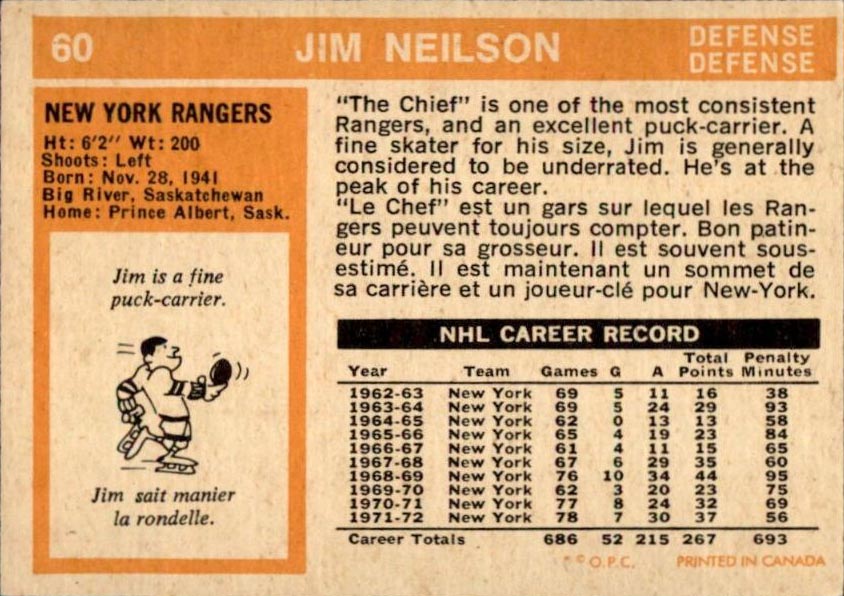 60
JIM NEILSON
DEFENSE
DEFENSE
NEW YORK RANGERS
Ht: 6'2" Wt: 200
Shoots: Left
Born: Nov. 28, 1941
Big River, Saskatchewan
Home: Prince Albert, Sask.
Jim is a fine
puck-carrier.
Jim sait manier
la rondelle.
"The Chief" is one of the most consistent
Rangers, and an excellent puck-carrier. A
fine skater for his size, Jim is generally
considered to be underrated. He's at the
peak of his career.
"Le Chef" est un gars sur lequel les Ran-
gers peuvent toujours compter. Bon patin-
eur pour sa grosseur. Il est souvent sous-
estimé. Il est maintenant un sommet de
sa carrière et un joueur-clé pour New-York.
NHL CAREER RECORD
Year Team Games G A Total Points Penalty Minutes
1962-63 New York 69 5 11 16 38
1963-64 New York 69 5 24 29 93
1964-65 New York 62 0 13 13 58
1965-66 New York 65 4 19 23 84
1966-67 New York 61 4 11 15 65
1967-68 New York 67 6 29 35 60
1968-69 New York 76 10 34 44 95
1969-70 New York 62 3 20 23 75
1970-71 New York 77 8 24 32 69
1971-72 New York 78 7 30 37 56
Career Totals 686 52 215 267 693
© O.P.C. PRINTED IN CANADA